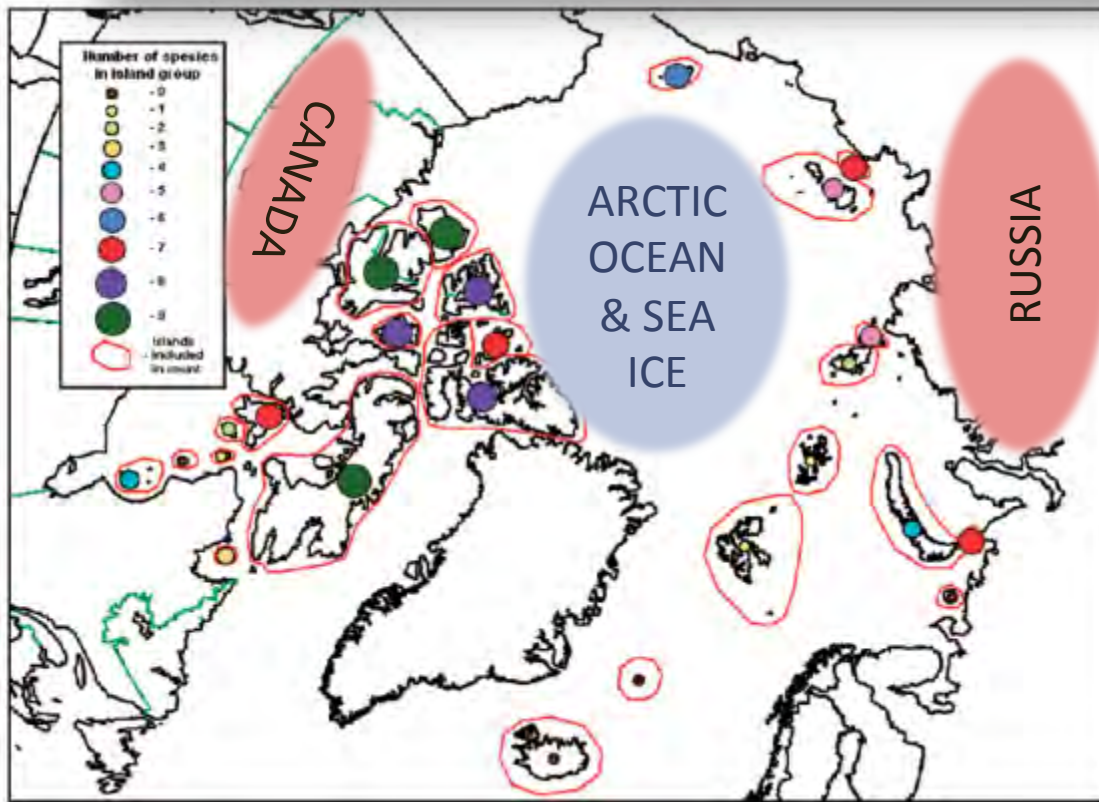 Number of species
in island group
- 0
- 1
- 2
- 3
- 4
- 5
- 6
- 7
- 8
- 9
Islands
- included
in count
CANADA
ARCTIC
OCEAN
& SEA
ICE
RUSSIA